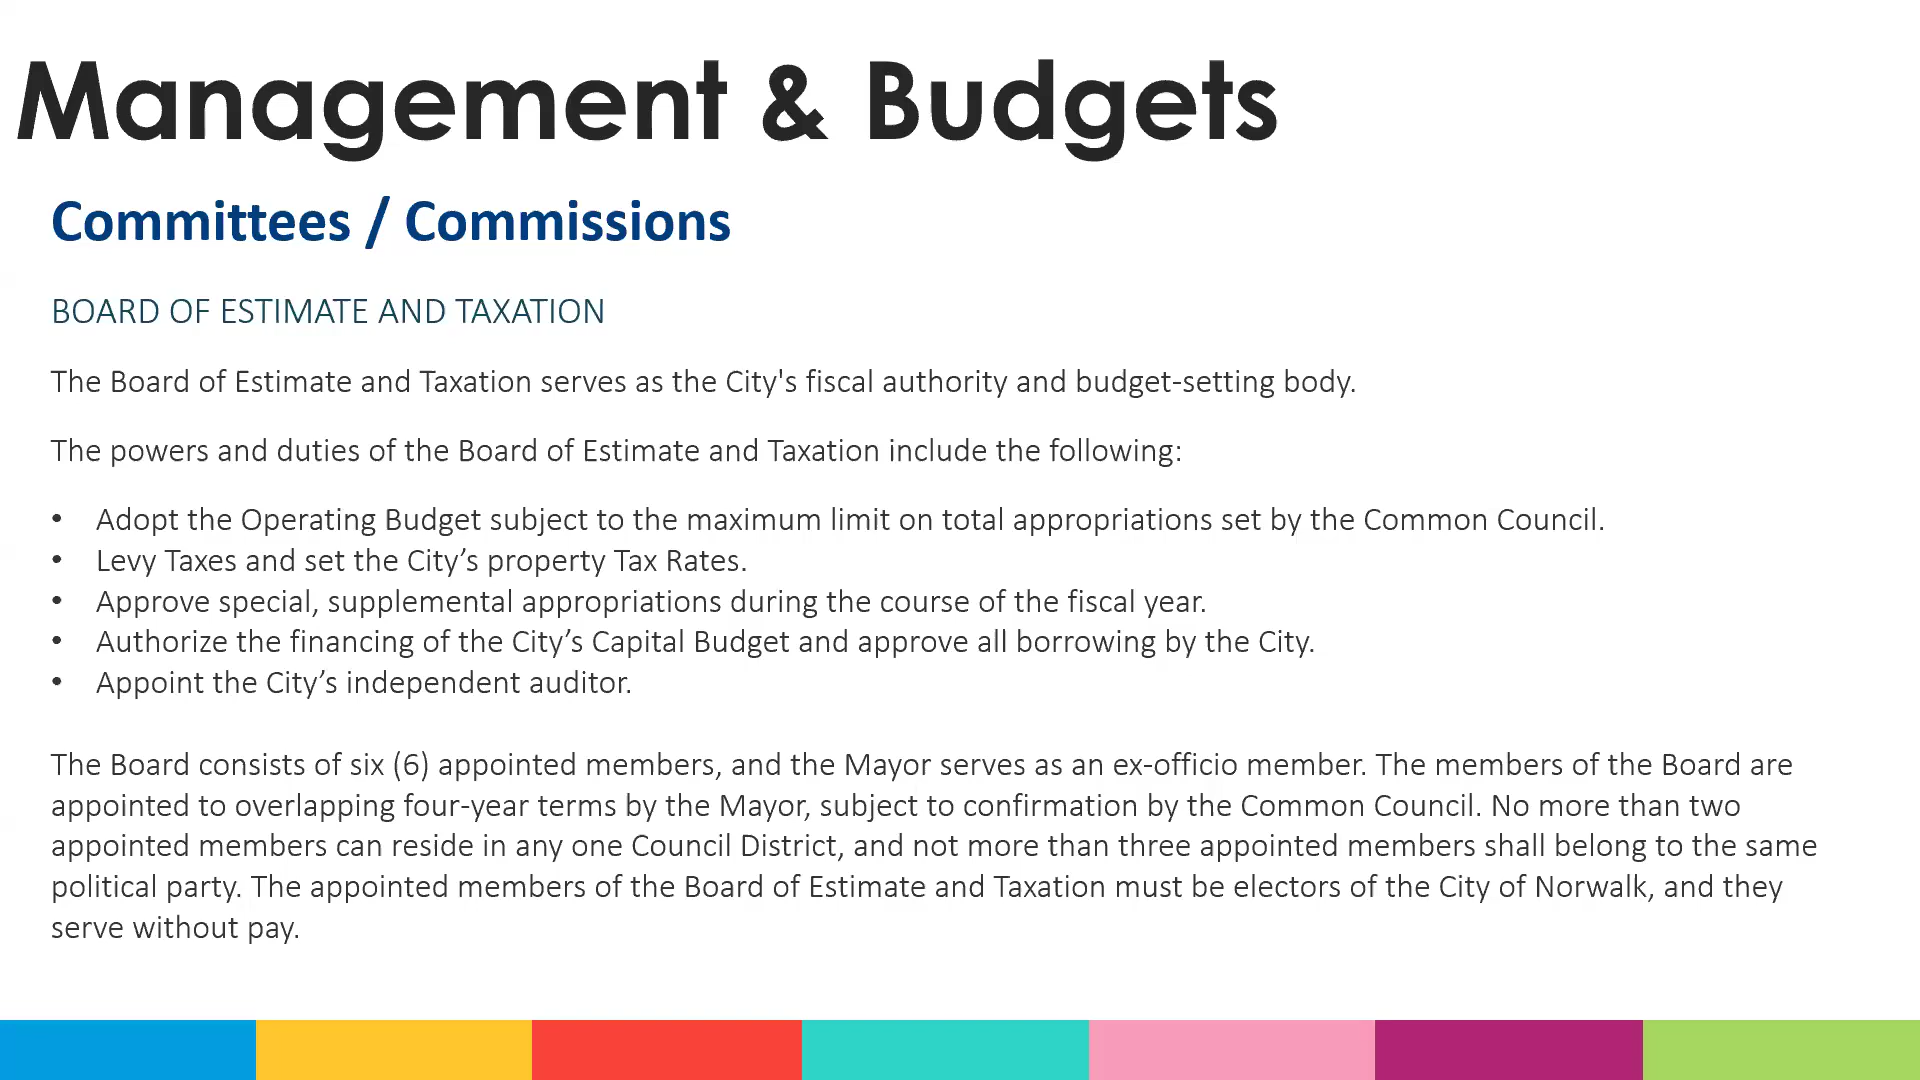 Management & Budgets
Committees / Commissions
BOARD OF ESTIMATE AND TAXATION
The Board of Estimate and Taxation serves as the City's fiscal authority and budget-setting body.
The powers and duties of the Board of Estimate and Taxation include the following:
• Adopt the Operating Budget subject to the maximum limit on total appropriations set by the Common Council.
• Levy Taxes and set the City’s property Tax Rates.
• Approve special, supplemental appropriations during the course of the fiscal year.
• Authorize the financing of the City’s Capital Budget and approve all borrowing by the City.
• Appoint the City’s independent auditor.
The Board consists of six (6) appointed members, and the Mayor serves as an ex-officio member. The members of the Board are
appointed to overlapping four-year terms by the Mayor, subject to confirmation by the Common Council. No more than two
appointed members can reside in any one Council District, and not more than three appointed members shall belong to the same
political party. The appointed members of the Board of Estimate and Taxation must be electors of the City of Norwalk, and they
serve without pay.